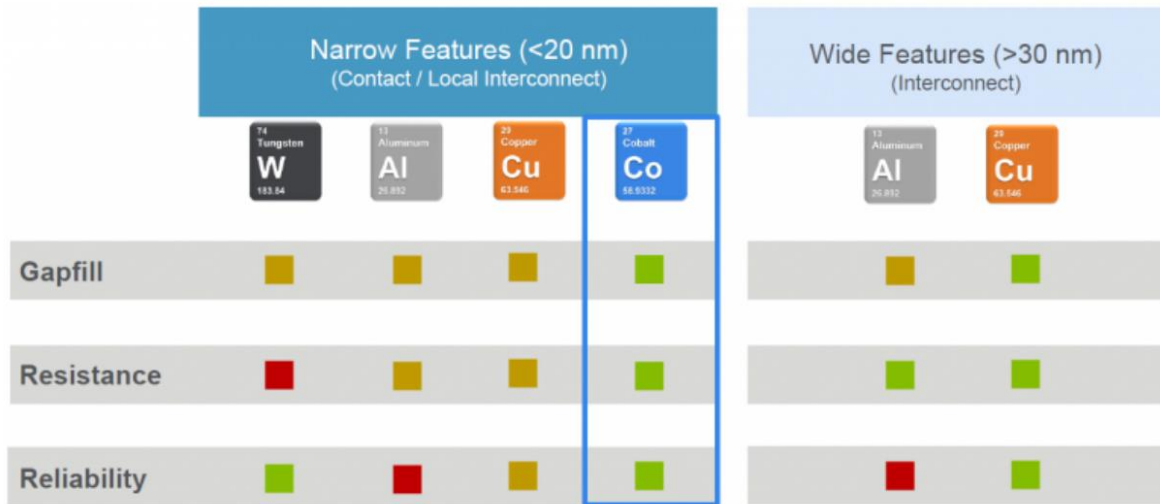 Narrow Features (<20 nm)
(Contact / Local Interconnect)
Wide Features (>30 nm)
(Interconnect)
74
Tungsten
W
183.84
13
Aluminum
Al
26.892
29
Copper
Cu
63.546
27
Cobalt
Co
58.9332
13
Aluminum
Al
26.892
29
Copper
Cu
63.546
Gapfill
Resistance
Reliability